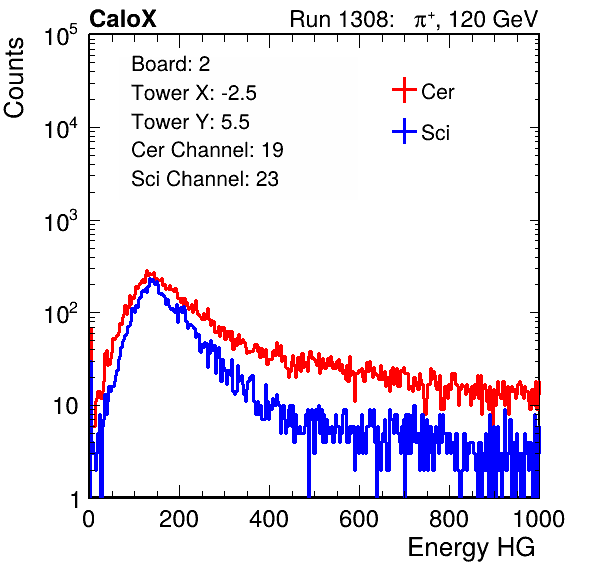 CaloX Run 1308: π⁺, 120 GeV
Counts
Board: 2
Tower X: -2.5
Tower Y: 5.5
Cer Channel: 19
Sci Channel: 23
Cer
Sci
10⁵
10⁴
10³
10²
10
1
0 200 400 600 800 1000
Energy HG